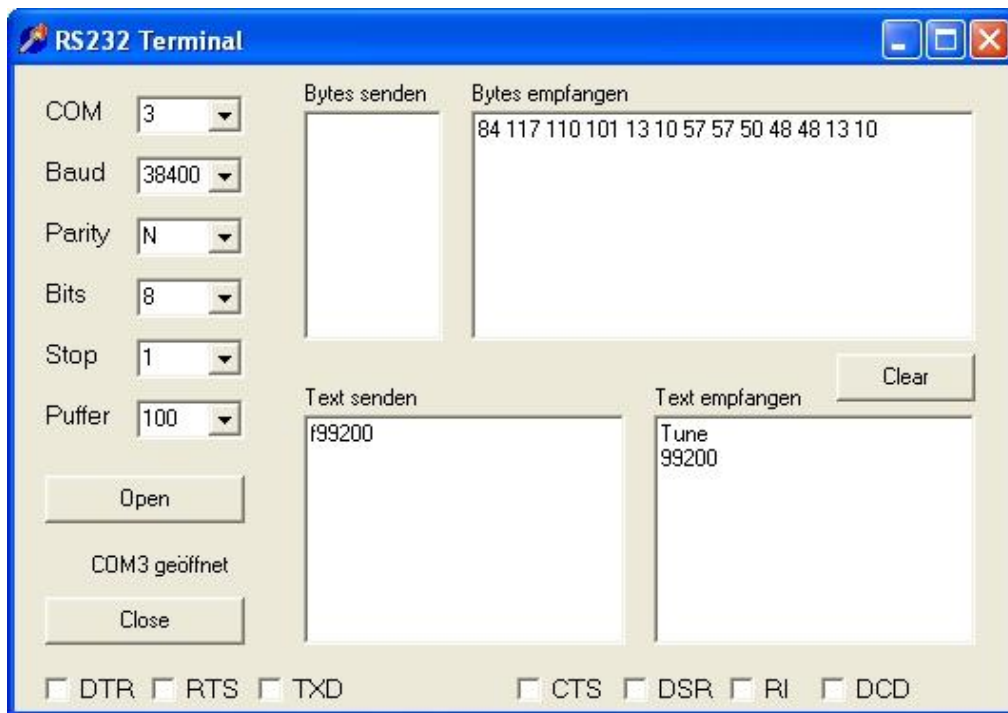 RS232 Terminal
COM 3
Baud 38400
Parity N
Bits 8
Stop 1
Puffer 100
Open
COM3 geöffnet
Close
Bytes senden
Bytes empfangen
84 117 110 101 13 10 57 57 50 48 48 13 10
Clear
Text senden
f99200
Text empfangen
Tune
99200
DTR RTS TXD CTS DSR RI DCD